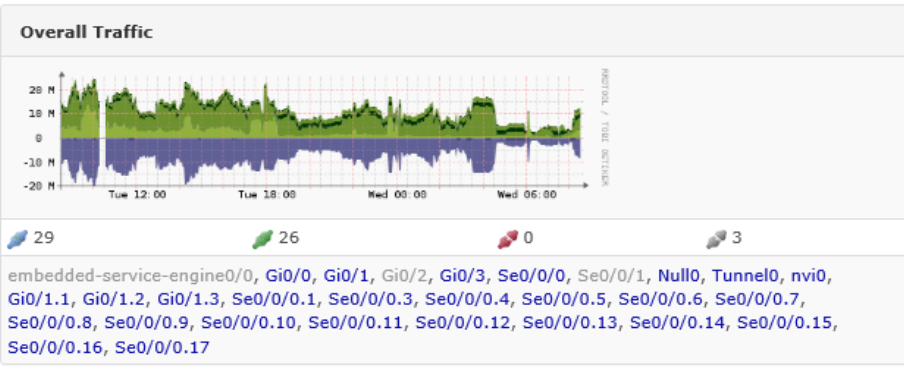 Overall Traffic
20 M
10 M
0
-10 M
-20 M
Tue 12:00 Tue 18:00 Wed 00:00 Wed 06:00
RRDTOOL / TOBI OETIKER
29 26 0 3
embedded-service-engine0/0, Gi0/0, Gi0/1, Gi0/2, Gi0/3, Se0/0/0, Se0/0/1, Null0, Tunnel0, nvi0,
Gi0/1.1, Gi0/1.2, Gi0/1.3, Se0/0/0.1, Se0/0/0.3, Se0/0/0.4, Se0/0/0.5, Se0/0/0.6, Se0/0/0.7,
Se0/0/0.8, Se0/0/0.9, Se0/0/0.10, Se0/0/0.11, Se0/0/0.12, Se0/0/0.13, Se0/0/0.14, Se0/0/0.15,
Se0/0/0.16, Se0/0/0.17